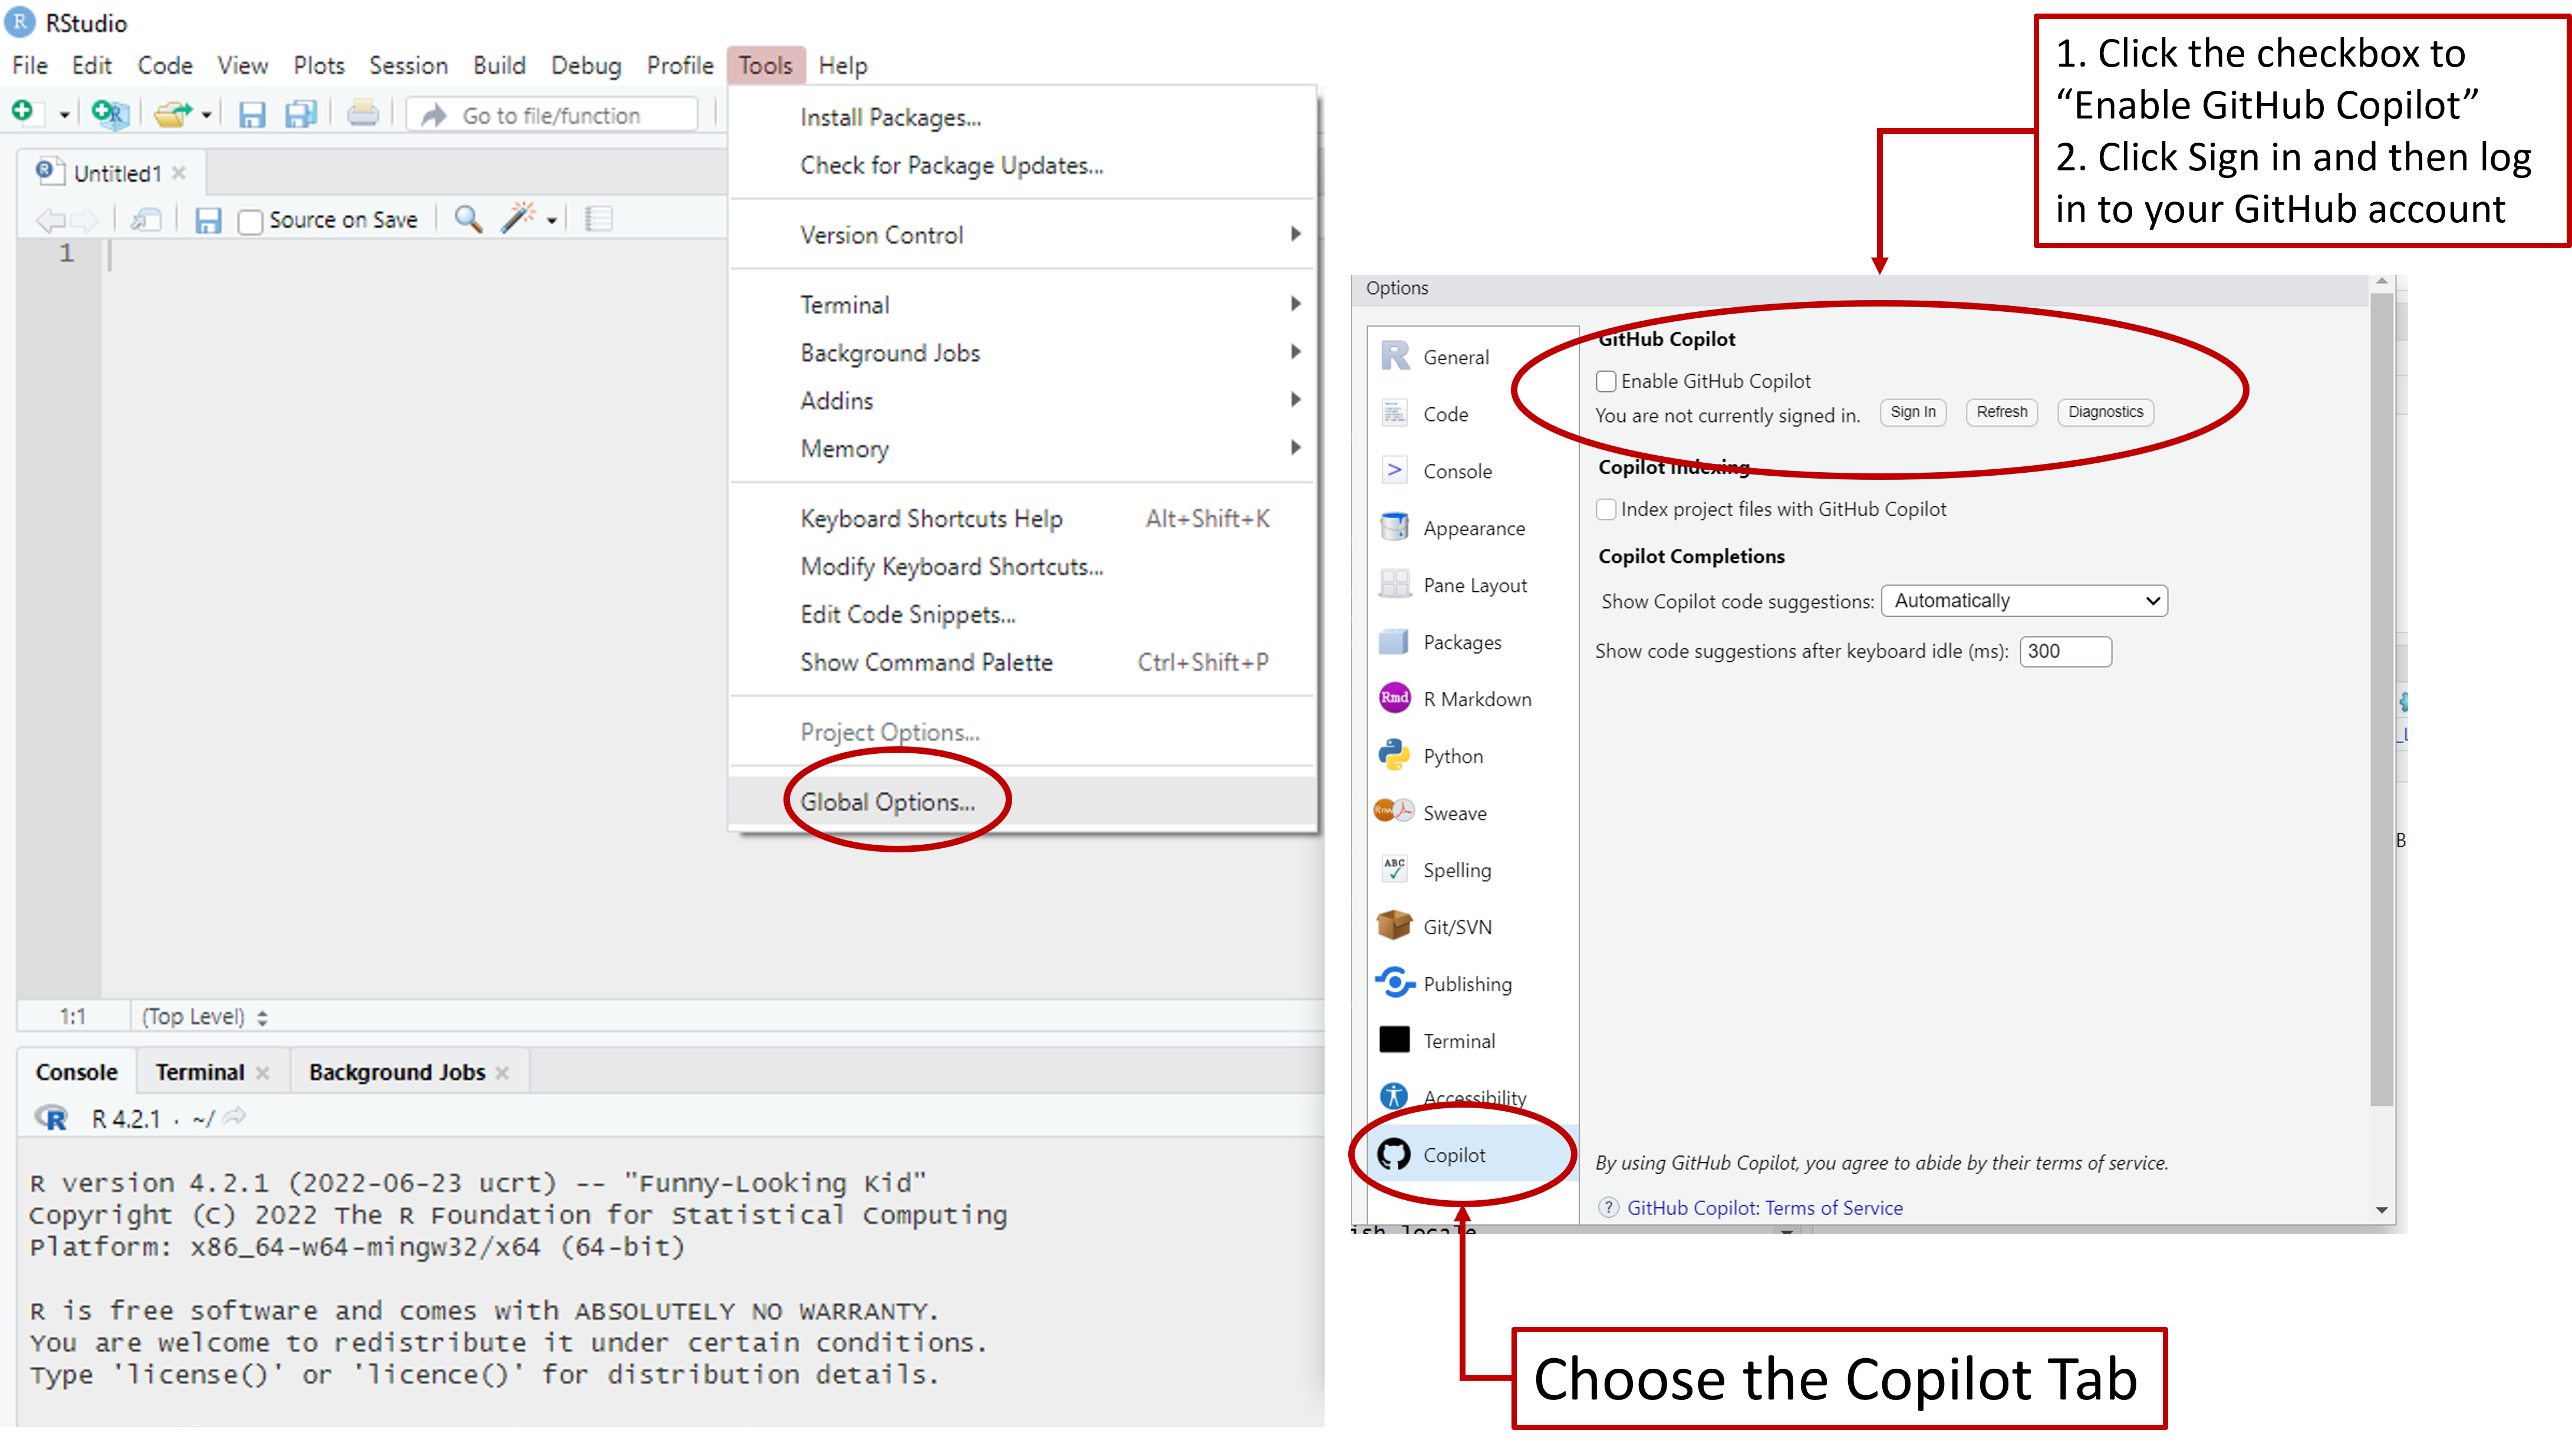 RStudio
File Edit Code View Plots Session Build Debug Profile Tools Help
Go to file/function
Untitled1
Source on Save
1
1:1 (Top Level)
Install Packages...
Check for Package Updates...
Version Control
Terminal
Background Jobs
Addins
Memory
Keyboard Shortcuts Help Alt+Shift+K
Modify Keyboard Shortcuts...
Edit Code Snippets...
Show Command Palette Ctrl+Shift+P
Project Options...
Global Options...
Console Terminal Background Jobs
R 4.2.1 · ~/
R version 4.2.1 (2022-06-23 ucrt) -- "Funny-Looking Kid"
Copyright (C) 2022 The R Foundation for Statistical Computing
Platform: x86_64-w64-mingw32/x64 (64-bit)
R is free software and comes with ABSOLUTELY NO WARRANTY.
You are welcome to redistribute it under certain conditions.
Type 'license()' or 'licence()' for distribution details.
1. Click the checkbox to
“Enable GitHub Copilot”
2. Click Sign in and then log
in to your GitHub account
Options
General
Code
Console
Appearance
Pane Layout
Packages
Rmd R Markdown
Python
Sweave
ABC Spelling
Git/SVN
Publishing
Terminal
Accessibility
Copilot
GitHub Copilot
Enable GitHub Copilot
You are not currently signed in. Sign In Refresh Diagnostics
Copilot Indexing
Index project files with GitHub Copilot
Copilot Completions
Show Copilot code suggestions: Automatically
Show code suggestions after keyboard idle (ms): 300
By using GitHub Copilot, you agree to abide by their terms of service.
? GitHub Copilot: Terms of Service
Choose the Copilot Tab